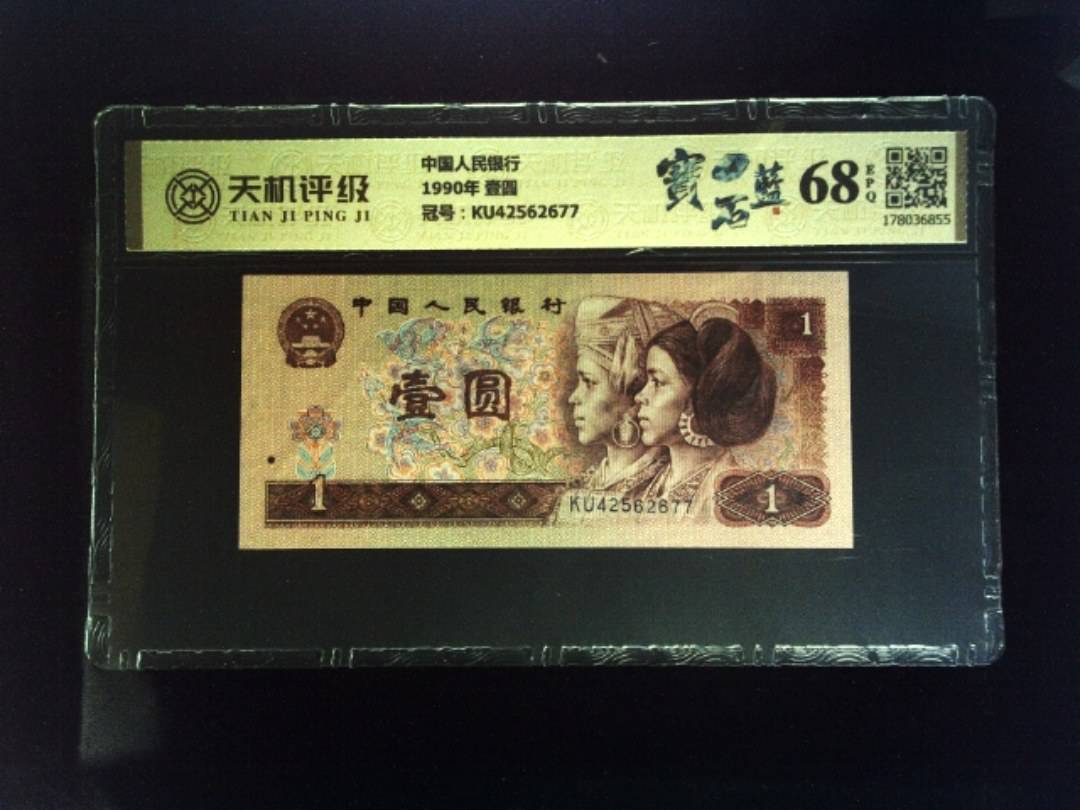 天机评级
TIAN JI PING JI
中国人民银行
1990年 壹圆
冠号：KU42562677
寶石藍
68
EPQ
178036855
中国人民银行
壹圆
1
1
1
KU42562677